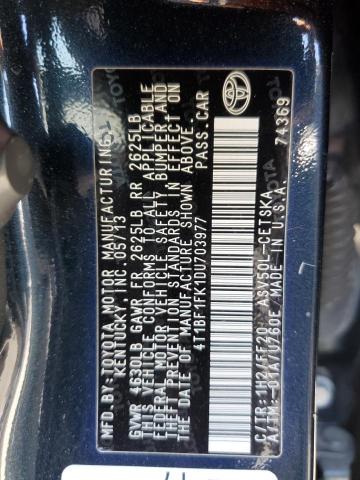 MFD. BY: TOYOTA MOTOR MANUFACTURING,
KENTUCKY, INC. 05/13
GVWR 4630LB GAWR FR 2625LB RR 2625LB
THIS VEHICLE CONFORMS TO ALL APPLICABLE
FEDERAL MOTOR VEHICLE SAFETY, BUMPER, AND
THEFT PREVENTION STANDARDS IN EFFECT ON
THE DATE OF MANUFACTURE SHOWN ABOVE.
4T1BF1FK1DU703977 PASS. CAR
C/TR: 1H2/FF20 ASV50L-CETSKA
A/TM: -01A/U760E MADE IN U.S.A. 74369